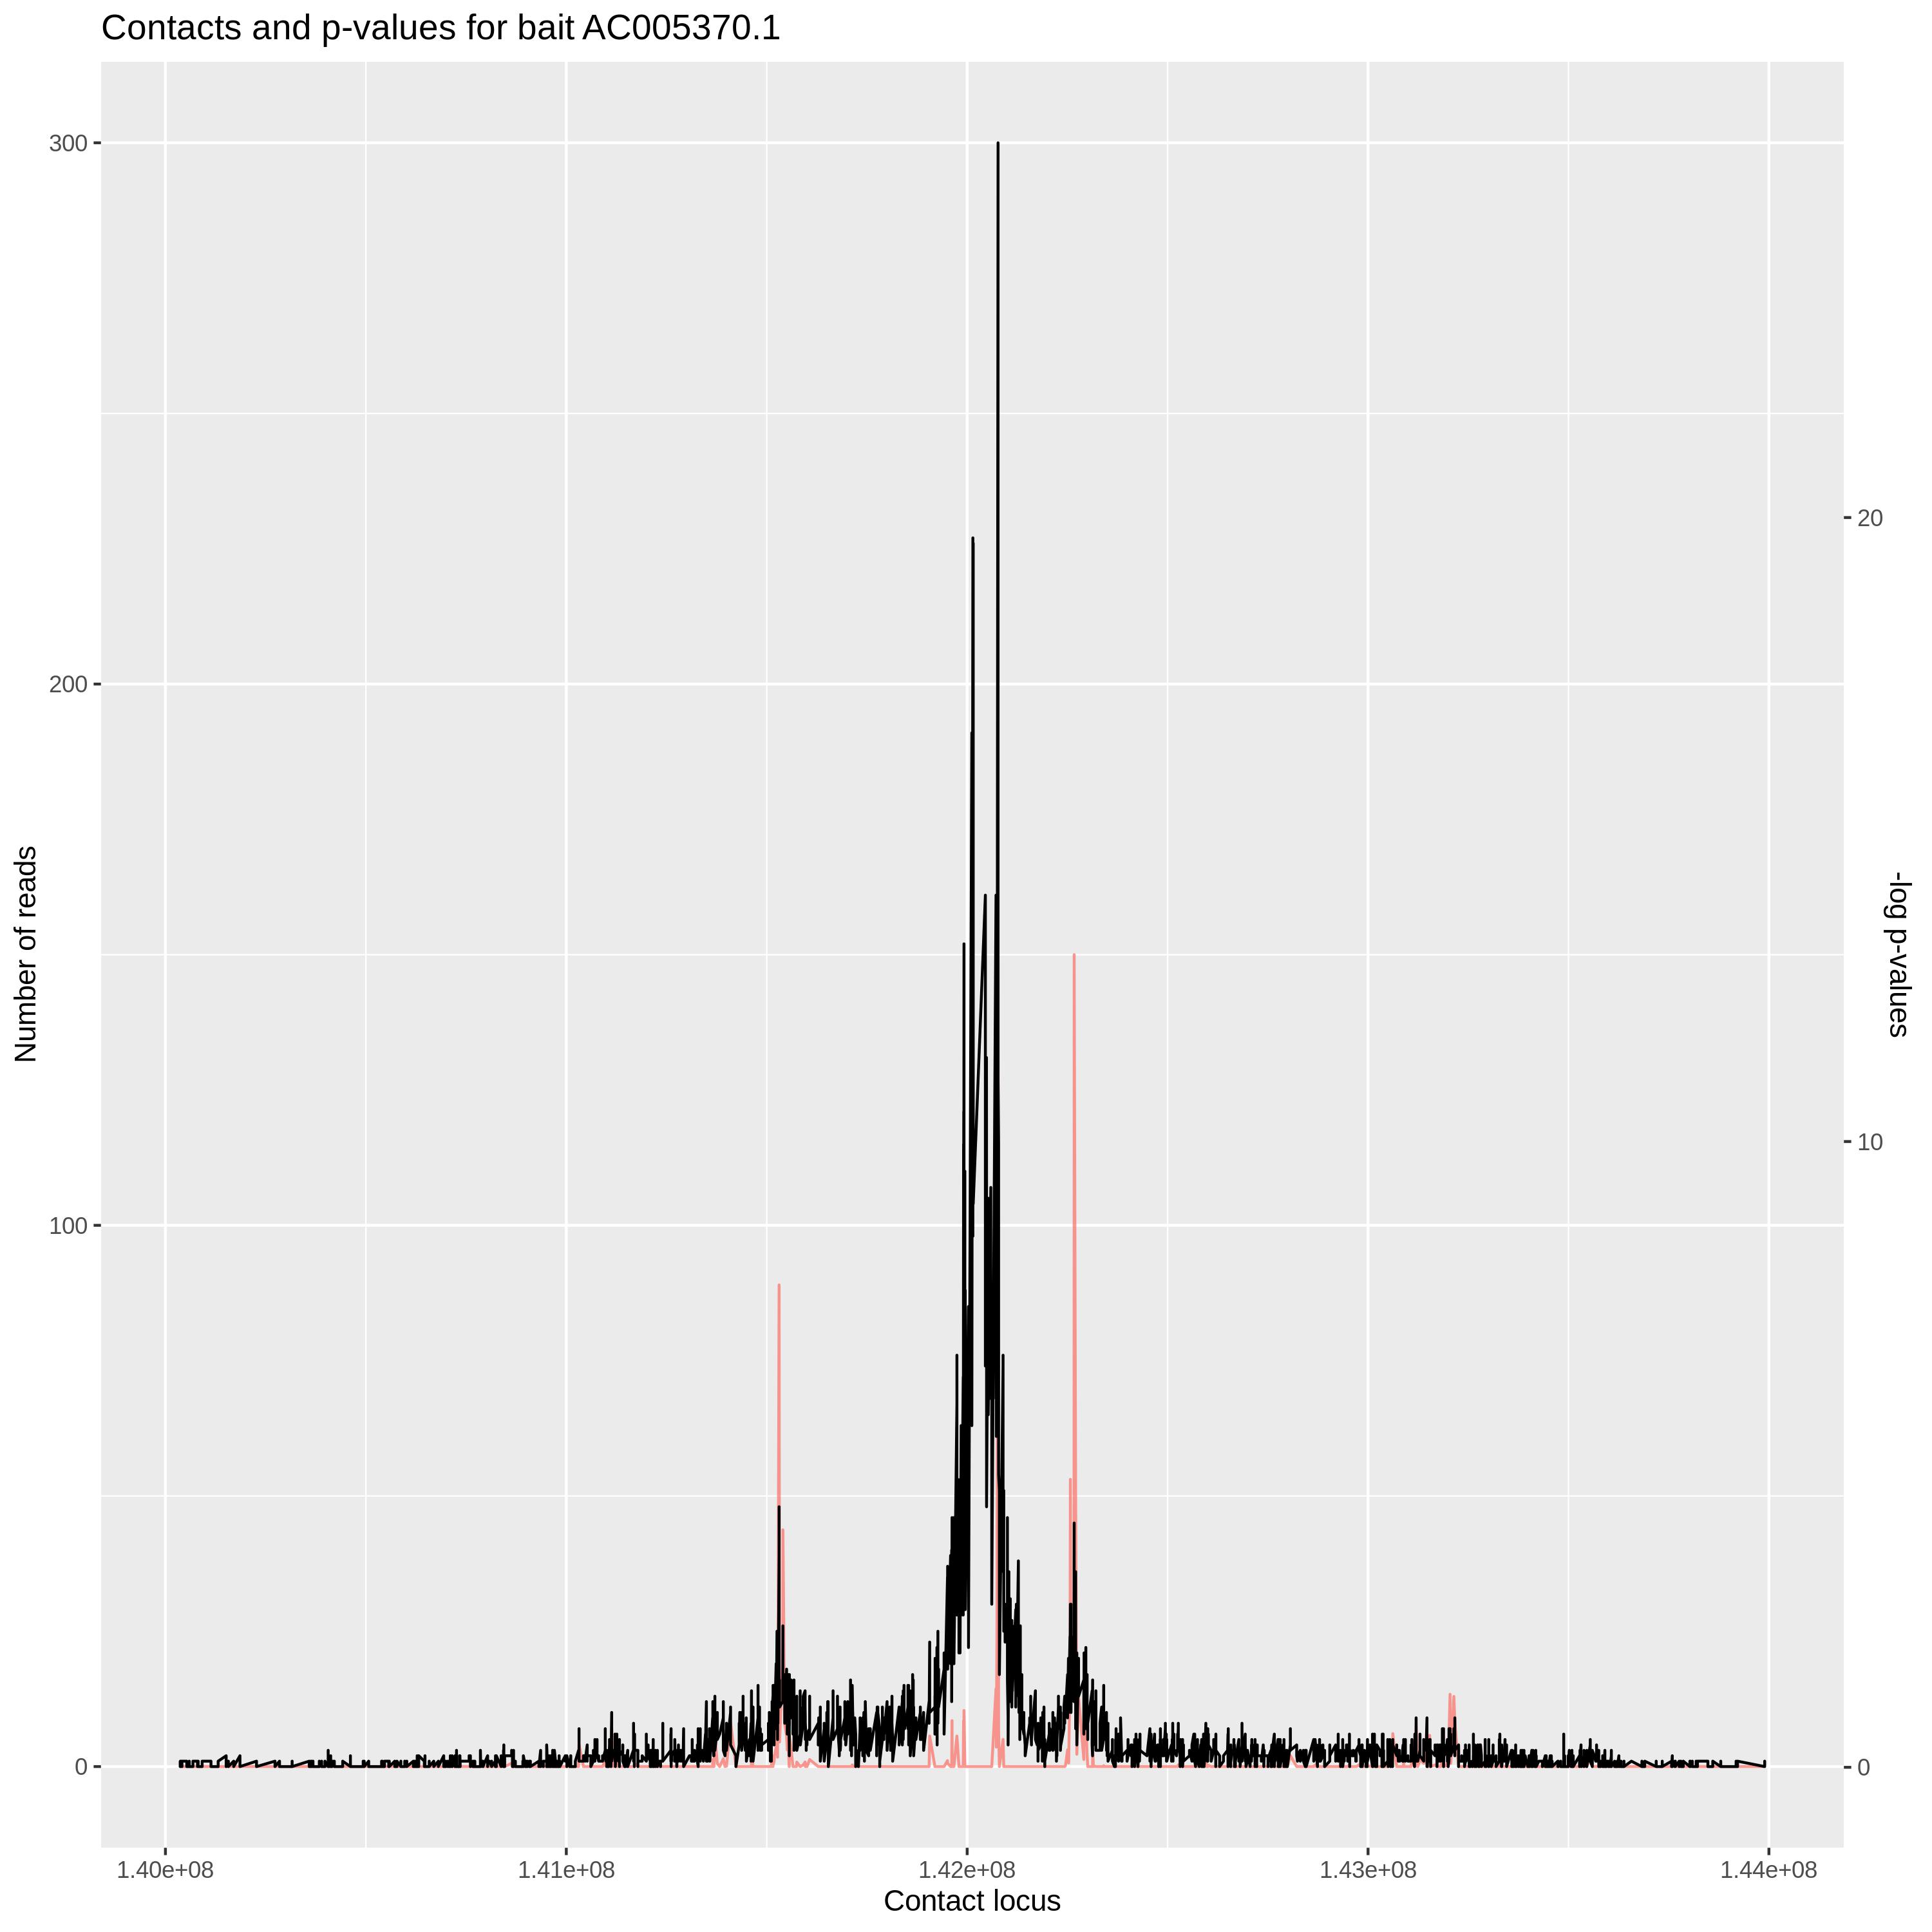 Contacts and p-values for bait AC005370.1
300
200
100
0
Number of reads
20
10
0
-log p-values
1.40e+08 1.41e+08 1.42e+08 1.43e+08 1.44e+08
Contact locus